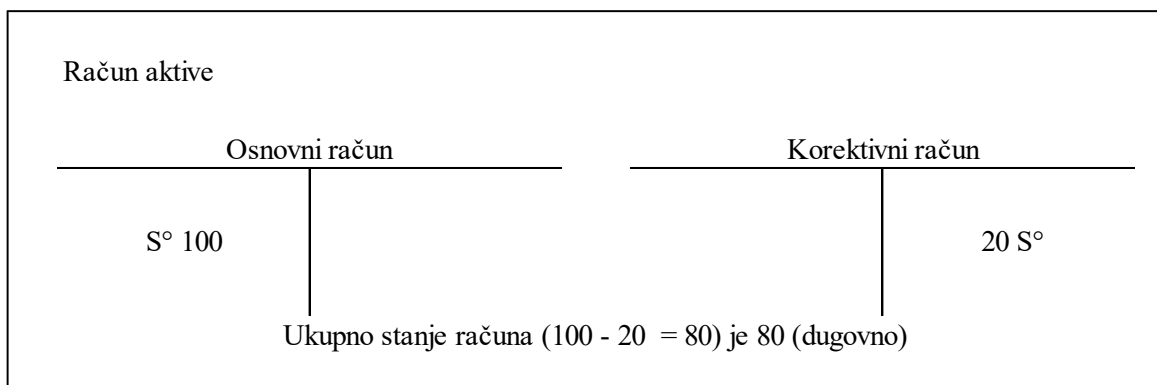 Račun aktive
Osnovni račun
Korektivni račun
S° 100
20 S°
Ukupno stanje računa (100 - 20 = 80) je 80 (dugovno)